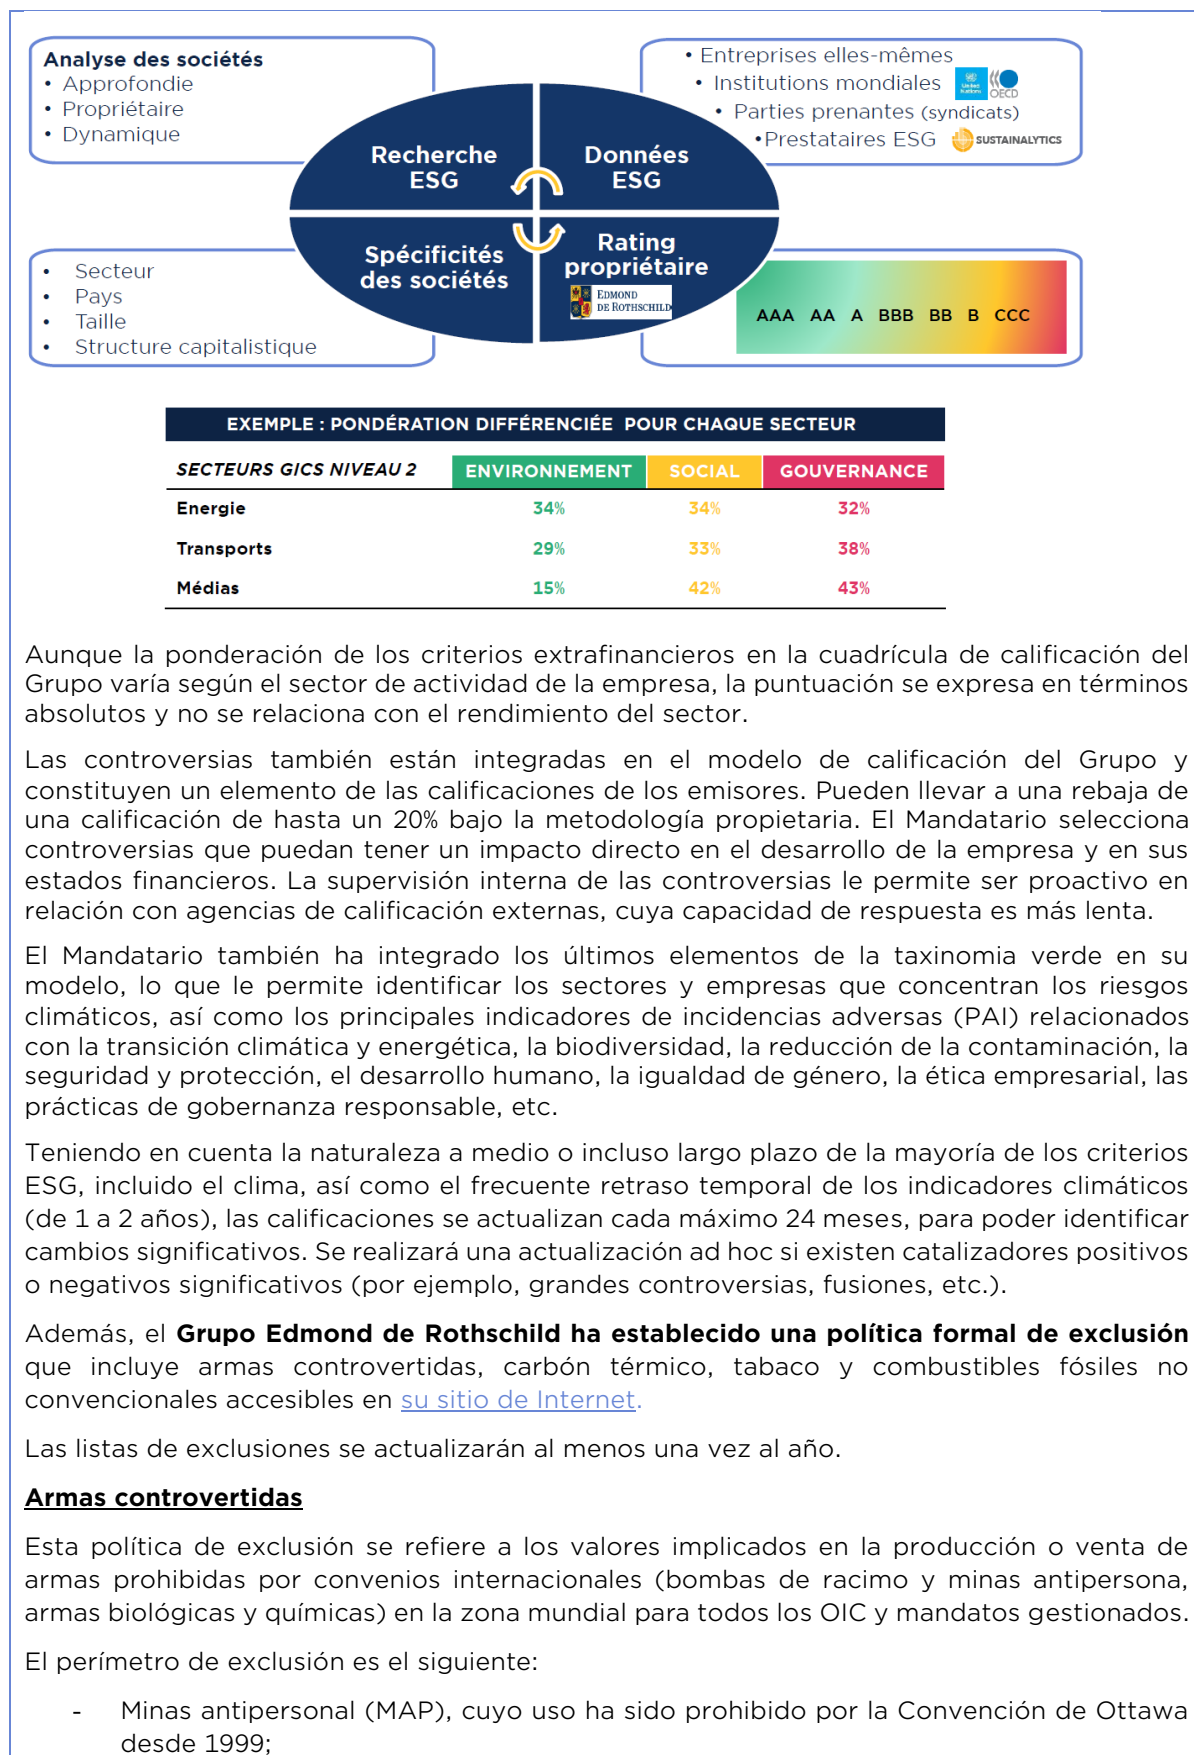 Analyse des sociétés
• Approfondie
• Propriétaire
• Dynamique
• Entreprises elles-mêmes
• Institutions mondiales
United Nations
OECD
• Parties prenantes (syndicats)
•Prestataires ESG
SUSTAINALYTICS
Recherche
ESG
Données
ESG
Spécificités
des sociétés
Rating
propriétaire
EDMOND
DE ROTHSCHILD
• Secteur
• Pays
• Taille
• Structure capitalistique
AAA AA A BBB BB B CCC
EXEMPLE : PONDÉRATION DIFFÉRENCIÉE POUR CHAQUE SECTEUR
SECTEURS GICS NIVEAU 2 ENVIRONNEMENT SOCIAL GOUVERNANCE
Energie 34% 34% 32%
Transports 29% 33% 38%
Médias 15% 42% 43%
Aunque la ponderación de los criterios extrafinancieros en la cuadrícula de calificación del
Grupo varía según el sector de actividad de la empresa, la puntuación se expresa en términos
absolutos y no se relaciona con el rendimiento del sector.
Las controversias también están integradas en el modelo de calificación del Grupo y
constituyen un elemento de las calificaciones de los emisores. Pueden llevar a una rebaja de
una calificación de hasta un 20% bajo la metodología propietaria. El Mandatario selecciona
controversias que puedan tener un impacto directo en el desarrollo de la empresa y en sus
estados financieros. La supervisión interna de las controversias le permite ser proactivo en
relación con agencias de calificación externas, cuya capacidad de respuesta es más lenta.
El Mandatario también ha integrado los últimos elementos de la taxinomia verde en su
modelo, lo que le permite identificar los sectores y empresas que concentran los riesgos
climáticos, así como los principales indicadores de incidencias adversas (PAI) relacionados
con la transición climática y energética, la biodiversidad, la reducción de la contaminación, la
seguridad y protección, el desarrollo humano, la igualdad de género, la ética empresarial, las
prácticas de gobernanza responsable, etc.
Teniendo en cuenta la naturaleza a medio o incluso largo plazo de la mayoría de los criterios
ESG, incluido el clima, así como el frecuente retraso temporal de los indicadores climáticos
(de 1 a 2 años), las calificaciones se actualizan cada máximo 24 meses, para poder identificar
cambios significativos. Se realizará una actualización ad hoc si existen catalizadores positivos
o negativos significativos (por ejemplo, grandes controversias, fusiones, etc.).
Además, el Grupo Edmond de Rothschild ha establecido una política formal de exclusión
que incluye armas controvertidas, carbón térmico, tabaco y combustibles fósiles no
convencionales accesibles en su sitio de Internet.
Las listas de exclusiones se actualizarán al menos una vez al año.
Armas controvertidas
Esta política de exclusión se refiere a los valores implicados en la producción o venta de
armas prohibidas por convenios internacionales (bombas de racimo y minas antipersona,
armas biológicas y químicas) en la zona mundial para todos los OIC y mandatos gestionados.
El perímetro de exclusión es el siguiente:
- Minas antipersonal (MAP), cuyo uso ha sido prohibido por la Convención de Ottawa
desde 1999;